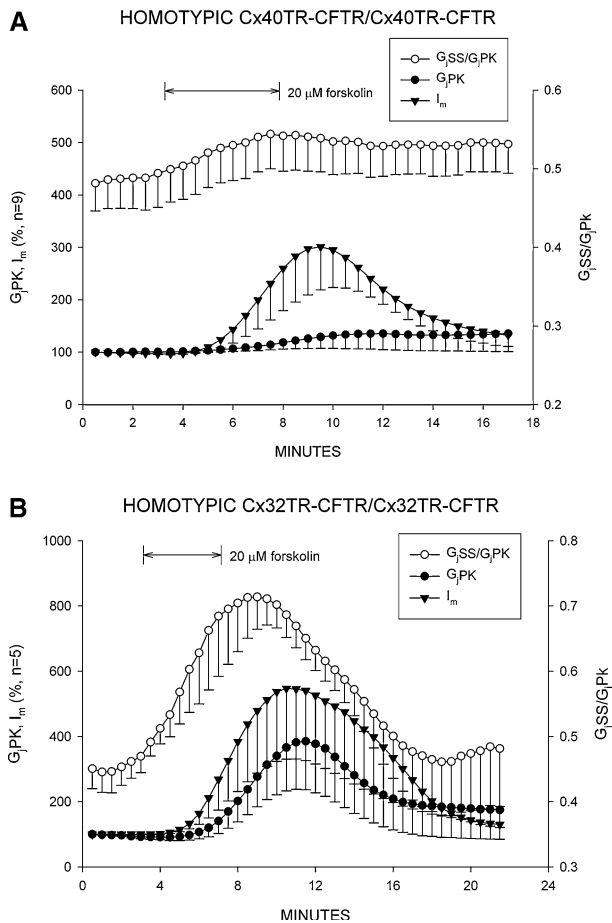 A
HOMOTYPIC Cx40TR-CFTR/Cx40TR-CFTR
GjSS/GjPK
GjPK
Im
20 μM forskolin
600
500
400
300
200
100
0
0.6
0.5
0.4
0.3
0.2
GjPK, Im (%, n=9)
GjSS/GjPk
0 2 4 6 8 10 12 14 16 18
MINUTES
B
HOMOTYPIC Cx32TR-CFTR/Cx32TR-CFTR
GjSS/GjPK
GjPK
Im
20 μM forskolin
1000
800
600
400
200
0
0.8
0.7
0.6
0.5
0.4
0.3
GjPK, Im (%, n=5)
GjSS/GjPk
0 4 8 12 16 20 24
MINUTES